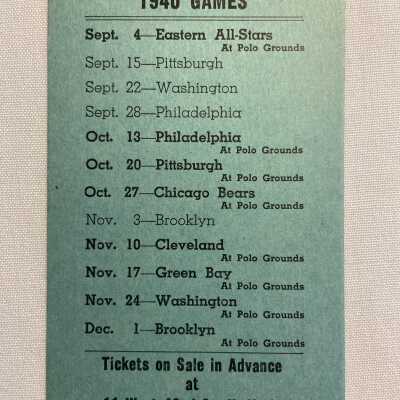 1940 GAMES
Sept. 4—Eastern All-Stars
At Polo Grounds
Sept. 15—Pittsburgh
Sept. 22—Washington
Sept. 28—Philadelphia
Oct. 13—Philadelphia
At Polo Grounds
Oct. 20—Pittsburgh
At Polo Grounds
Oct. 27—Chicago Bears
At Polo Grounds
Nov. 3—Brooklyn
Nov. 10—Cleveland
At Polo Grounds
Nov. 17—Green Bay
At Polo Grounds
Nov. 24—Washington
At Polo Grounds
Dec. 1—Brooklyn
At Polo Grounds
Tickets on Sale in Advance
at